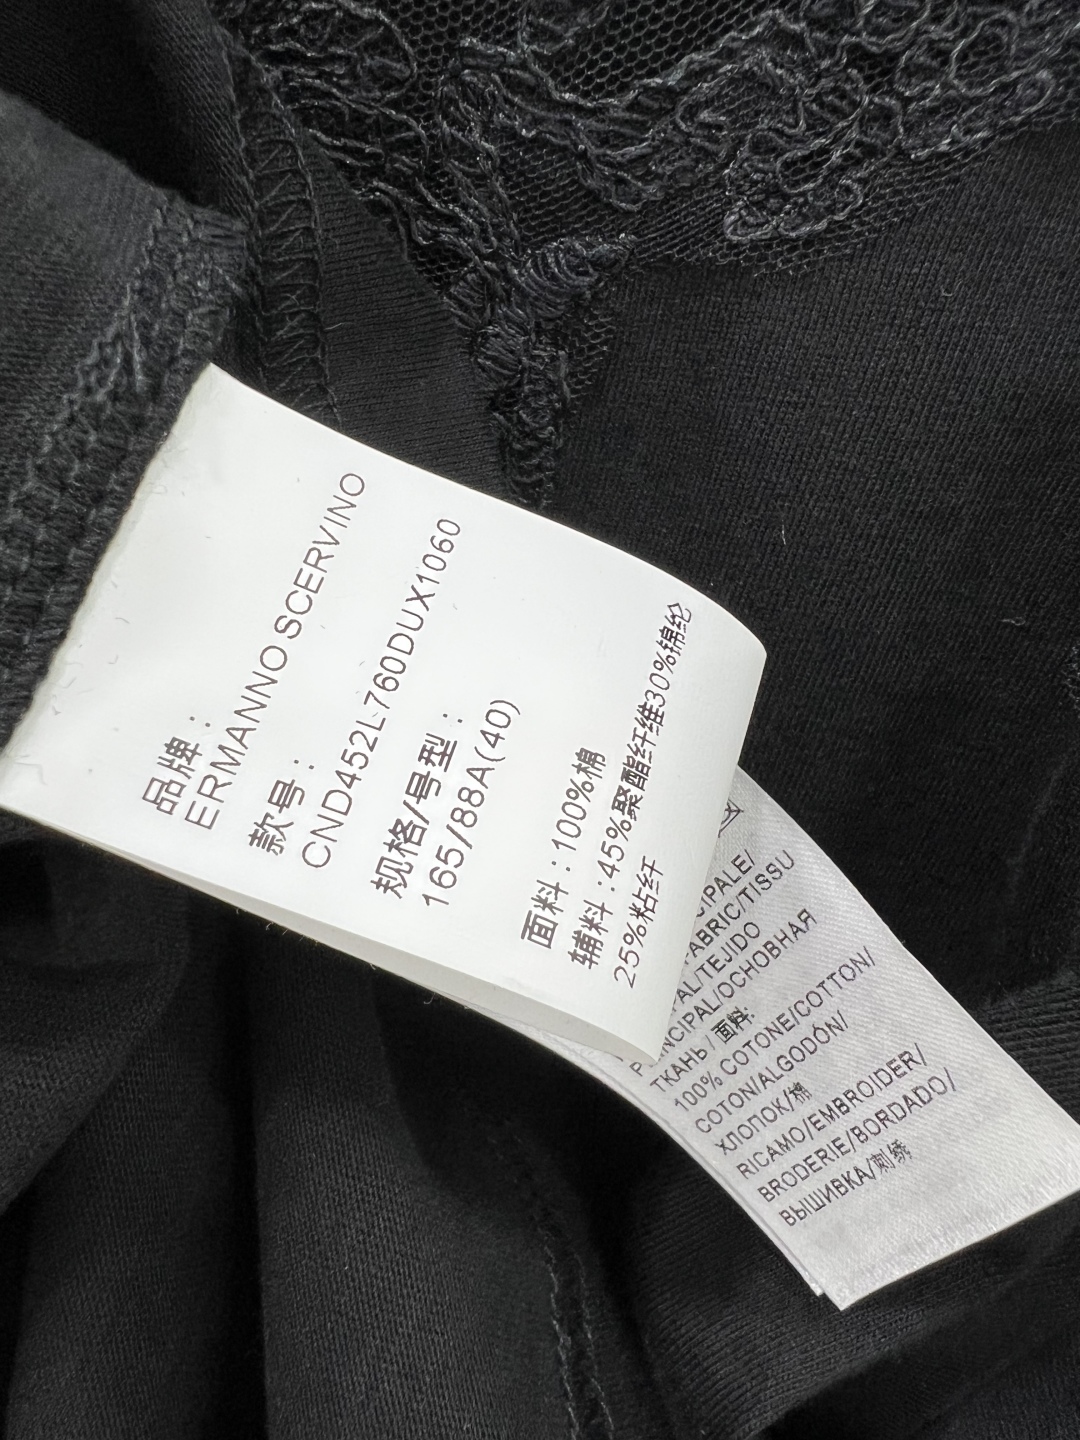 品牌：
ERMANNO SCERVINO
款号：
CND452L760DUX1060
规格/号型：
165/88A(40)
面料：100%棉
辅料：45%聚酯纤维30%锦纶
25%粘纤
CIPALE/
FABRIC/TISSU
PAL/TEJIDO
PRINCIPAL/ОСНОВНАЯ
ТКАНЬ / 面料:
100% COTONE/COTTON/
COTON/ALGODÓN/
ХЛОПОК/棉
RICAMO/EMBROIDER/
BRODERIE/BORDADO/
ВЫШИВКА/刺绣